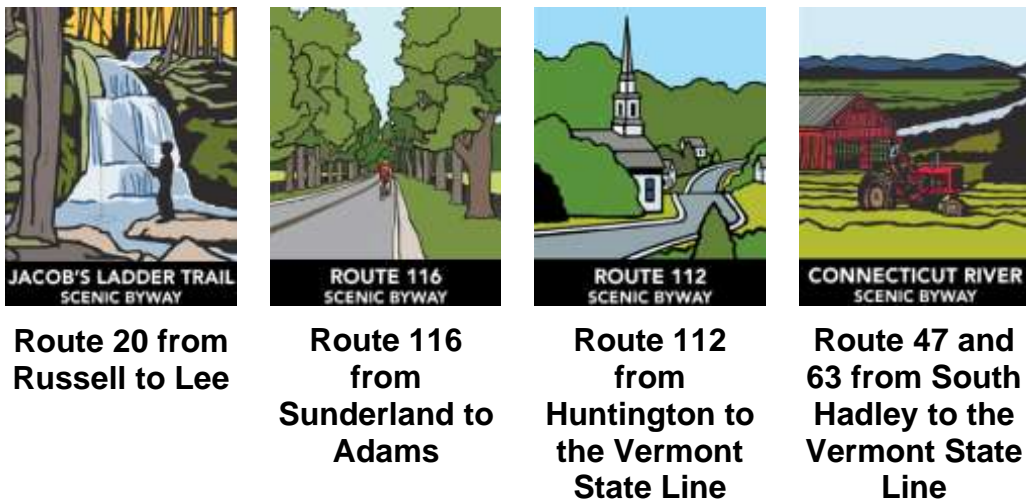 JACOB'S LADDER TRAIL
SCENIC BYWAY
Route 20 from
Russell to Lee
ROUTE 116
SCENIC BYWAY
Route 116
from
Sunderland to
Adams
ROUTE 112
SCENIC BYWAY
Route 112
from
Huntington to
the Vermont
State Line
CONNECTICUT RIVER
SCENIC BYWAY
Route 47 and
63 from South
Hadley to the
Vermont State
Line